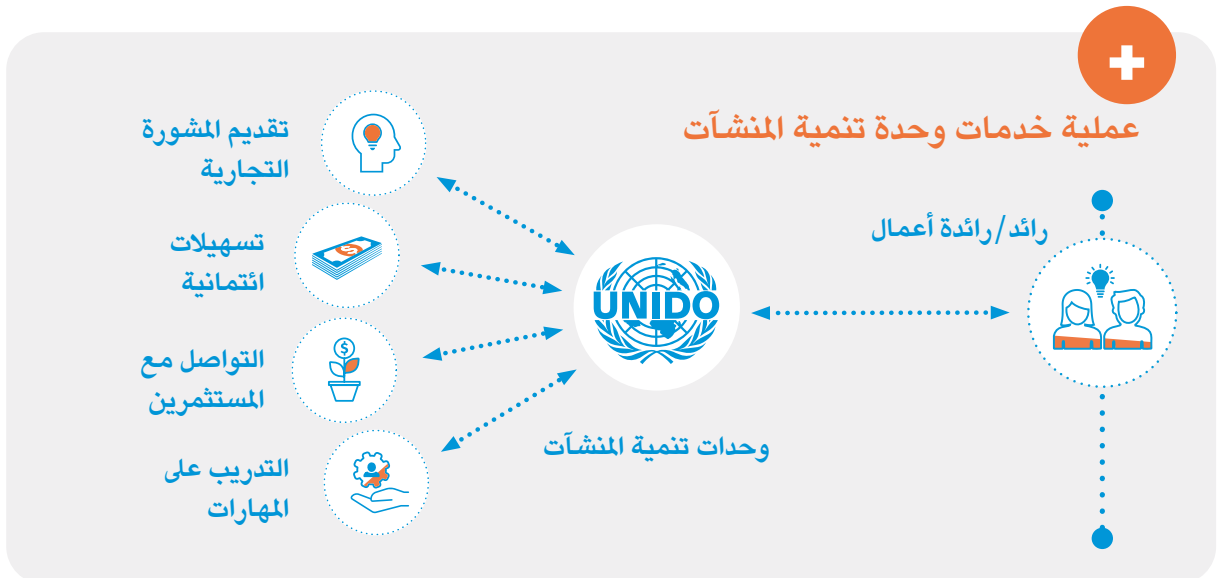 عملية خدمات وحدة تنمية المنشآت
رائد/رائدة أعمال
UNIDO
وحدات تنمية المنشآت
تقديم المشورة
التجارية
تسهيلات
ائتمانية
التواصل مع
المستثمرين
التدريب على
المهارات